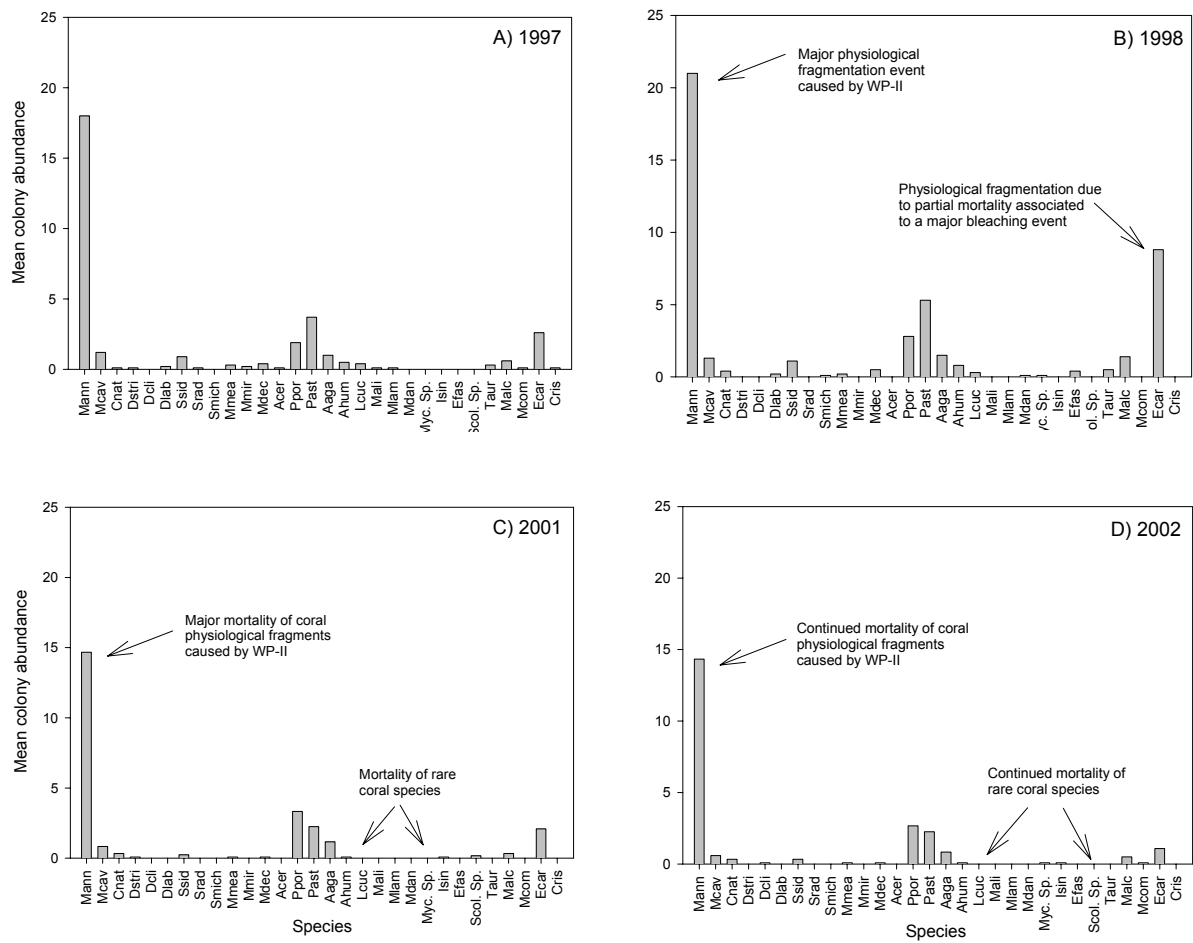 A) 1997
25
20
15
10
5
0
Mean colony abundance
Mann Mcav Cnat Dstri Dcli Dlab Ssid Srad Smich Mmea Mmir Mdec Acer Ppor Past Aaga Ahum Lcuc Mali Mlam Mdan Myc. Sp. Isin Efas Scol. Sp. Taur Malc Mcom Ecar Cris
B) 1998
25
20
15
10
5
0
Major physiological
fragmentation event
caused by WP-II
Physiological fragmentation due
to partial mortality associated
to a major bleaching event
Mann Mcav Cnat Dstri Dcli Dlab Ssid Srad Smich Mmea Mmir Mdec Acer Ppor Past Aaga Ahum Lcuc Mali Mlam Mdan /c. Sp. Isin Efas ol. Sp. Taur Malc Mcom Ecar Cris
C) 2001
25
20
15
10
5
0
Mean colony abundance
Major mortality of coral
physiological fragments
caused by WP-II
Mortality of rare
coral species
Mann Mcav Cnat Dstri Dcli Dlab Ssid Srad Smich Mmea Mmir Mdec Acer Ppor Past Aaga Ahum Lcuc Mali Mlam Mdan Myc. Sp. Isin Efas Scol. Sp. Taur Malc Mcom Ecar Cris
Species
D) 2002
25
20
15
10
5
0
Continued mortality of coral
physiological fragments
caused by WP-II
Continued mortality of
rare coral species
Mann Mcav Cnat Dstri Dcli Dlab Ssid Srad Smich Mmea Mmir Mdec Acer Ppor Past Aaga Ahum Lcuc Mali Mlam Mdan Myc. Sp. Isin Efas Scol. Sp. Taur Malc Mcom Ecar Cris
Species